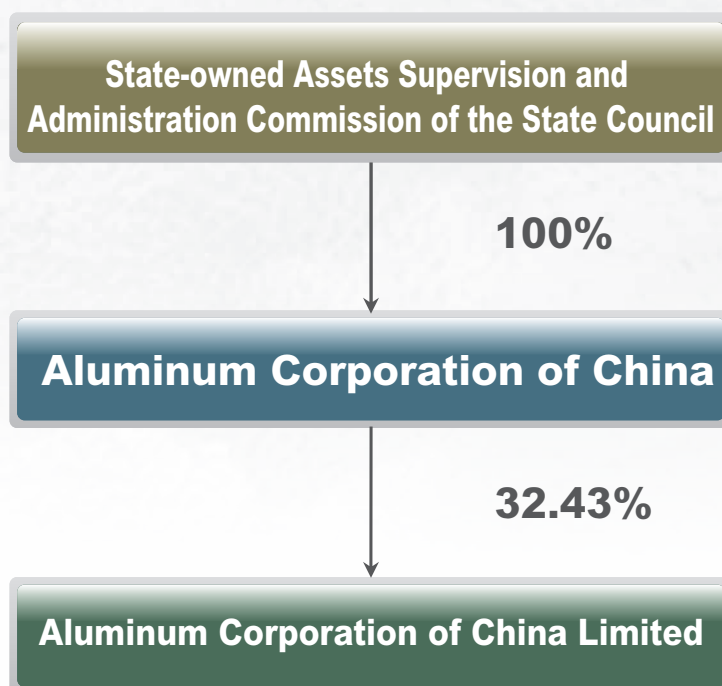 State-owned Assets Supervision and
Administration Commission of the State Council
100%
Aluminum Corporation of China
32.43%
Aluminum Corporation of China Limited